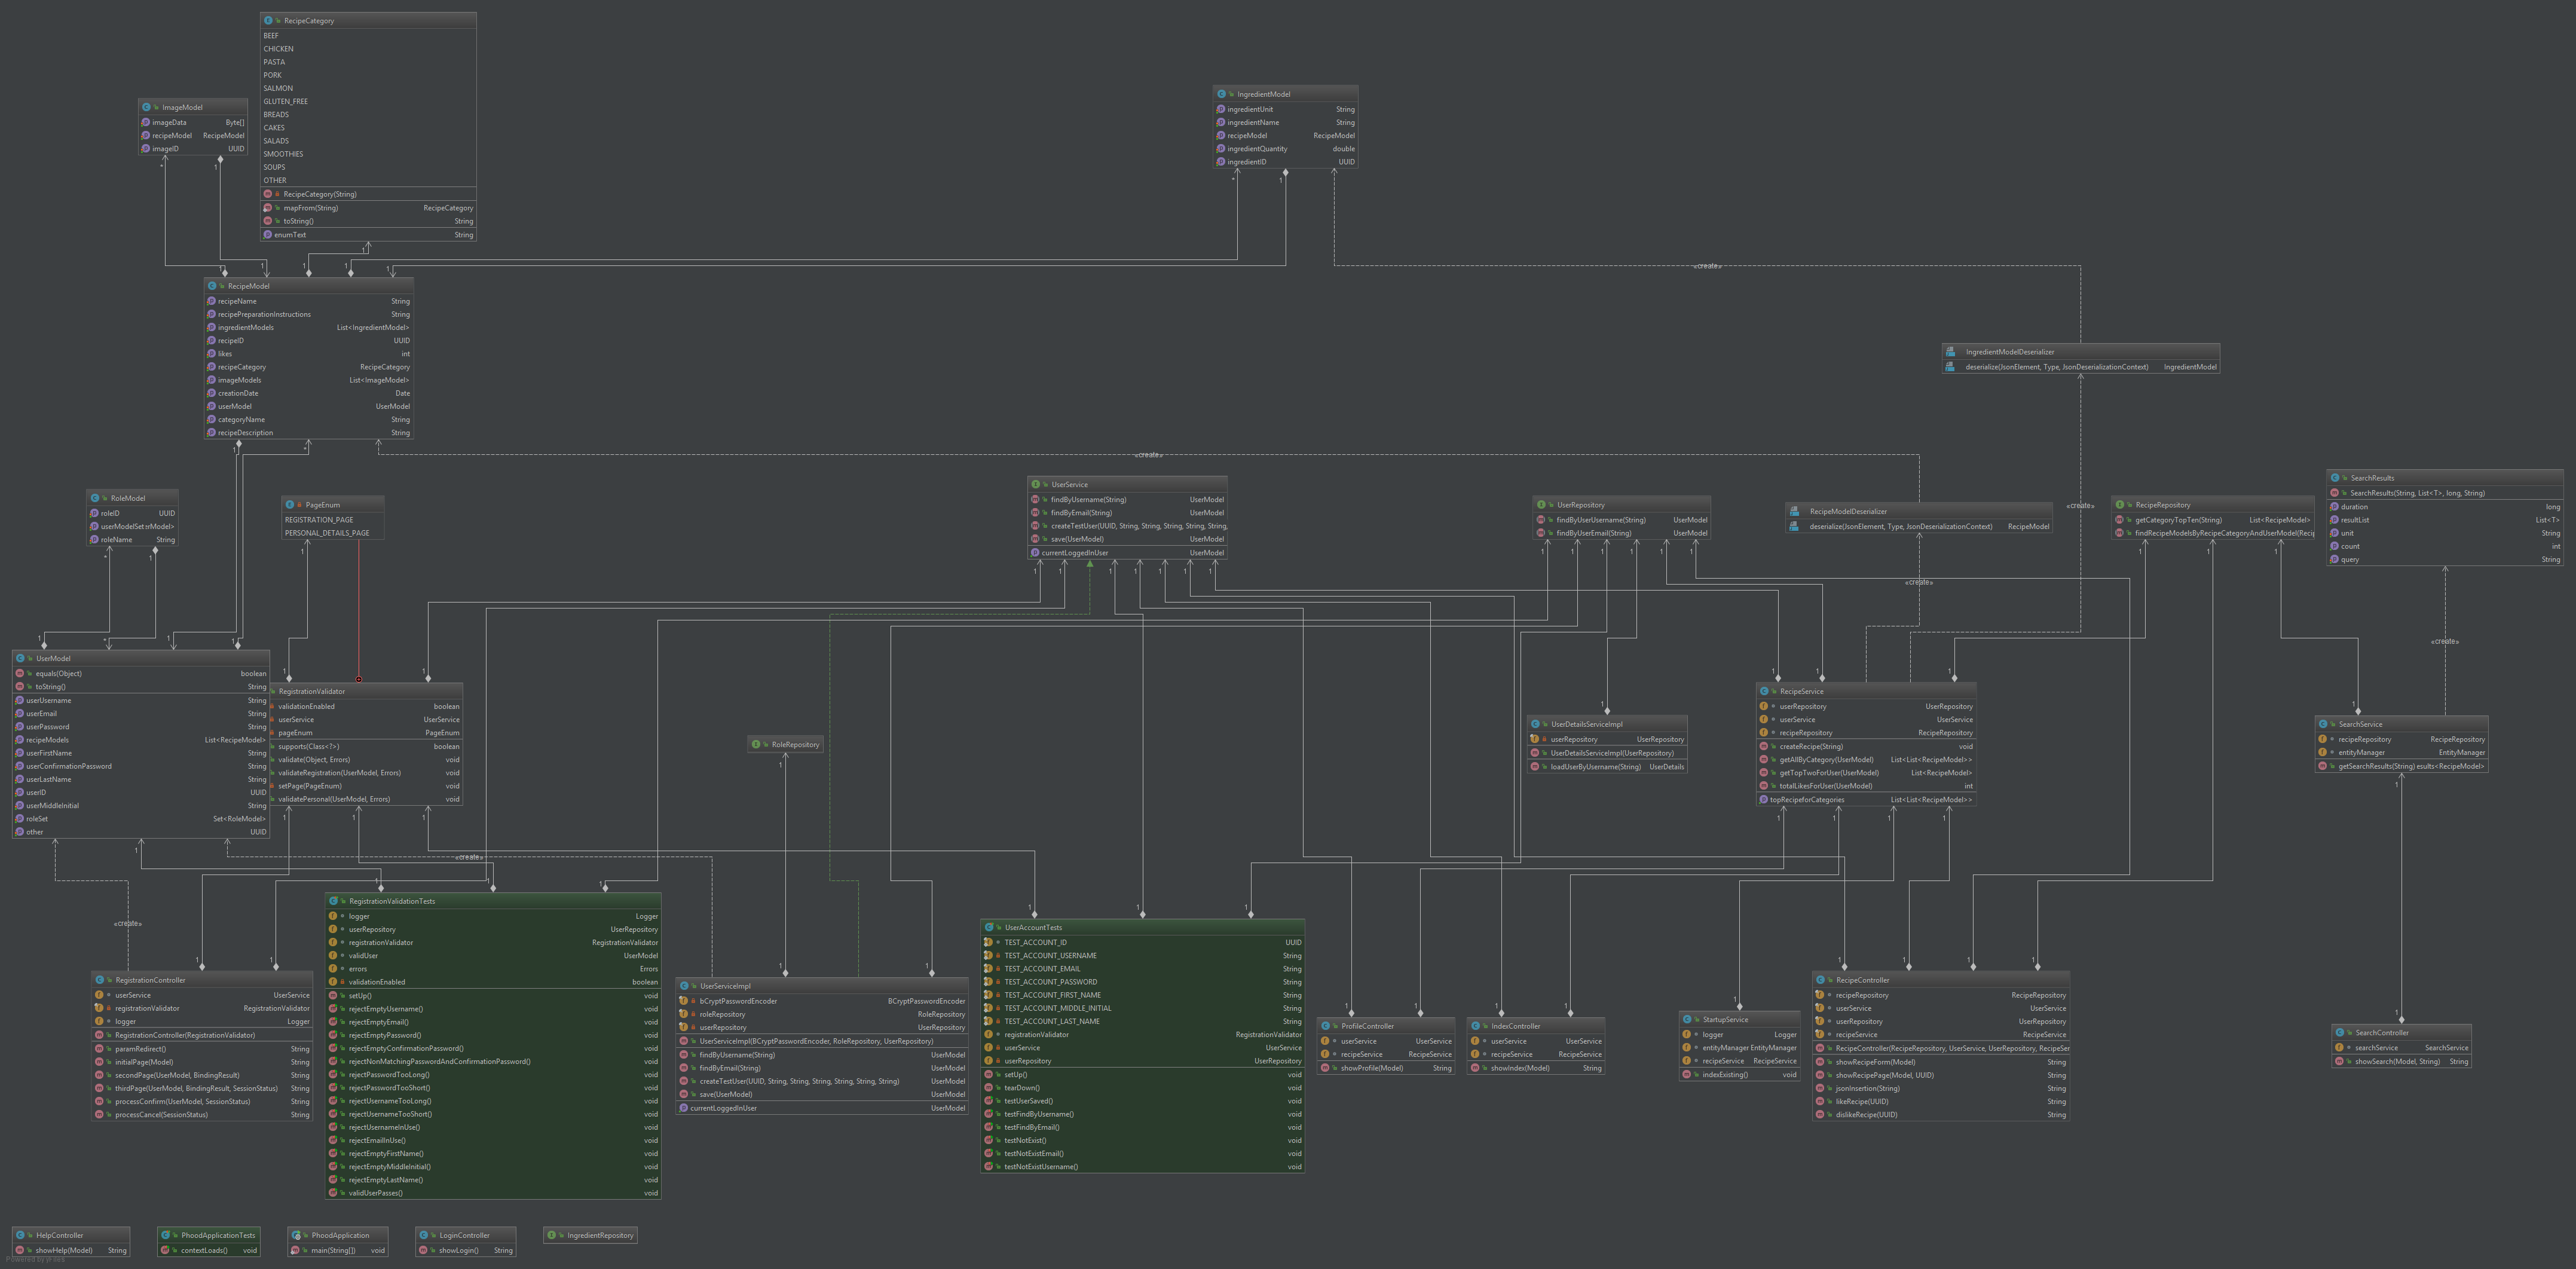 RecipeCategory
BEEF
CHICKEN
PASTA
PORK
SALMON
GLUTEN_FREE
BREADS
CAKES
SALADS
SMOOTHIES
SOUPS
OTHER
RecipeCategory(String)
mapFrom(String) RecipeCategory
toString() String
enumText String
ImageModel
imageData Byte[]
recipeModel RecipeModel
imageID UUID
IngredientModel
ingredientUnit String
ingredientName String
recipeModel RecipeModel
ingredientQuantity double
ingredientID UUID
«create»
RecipeModel
recipeName String
recipePreparationInstructions String
ingredientModels List<IngredientModel>
recipeID UUID
likes int
recipeCategory RecipeCategory
imageModels List<ImageModel>
creationDate Date
userModel UserModel
categoryName String
recipeDescription String
IngredientModelDeserializer
deserialize(JsonElement, Type, JsonDeserializationContext) IngredientModel
«create»
RoleModel
roleID UUID
userModelSet rModel>
roleName String
PageEnum
REGISTRATION_PAGE
PERSONAL_DETAILS_PAGE
UserService
findByUsername(String) UserModel
findByEmail(String) UserModel
createTestUser(UUID, String, String, String, String, String,
save(UserModel) UserModel
currentLoggedInUser UserModel
UserRepository
findByUserUsername(String) UserModel
findByUserEmail(String) UserModel
RecipeModelDeserializer
deserialize(JsonElement, Type, JsonDeserializationContext) RecipeModel
«create»
«create»
RecipeRepository
getCategoryTopTen(String) List<RecipeModel>
findRecipeModelsByRecipeCategoryAndUserModel(Recip
SearchResults
SearchResults(String, List<T>, long, String)
duration long
resultList List<T>
unit String
count int
query String
«create»
UserModel
equals(Object) boolean
toString() String
userUsername String
userEmail String
userPassword String
recipeModels List<RecipeModel>
userFirstName String
userConfirmationPassword String
userLastName String
userID UUID
userMiddleInitial String
roleSet Set<RoleModel>
other UUID
RegistrationValidator
validationEnabled boolean
userService UserService
pageEnum PageEnum
supports(Class<?>) boolean
validate(Object, Errors) void
validateRegistration(UserModel, Errors) void
setPage(PageEnum) void
validatePersonal(UserModel, Errors) void
RoleRepository
UserDetailsServiceImpl
userRepository UserRepository
UserDetailsServiceImpl(UserRepository)
loadUserByUsername(String) UserDetails
RecipeService
userRepository UserRepository
userService UserService
recipeRepository RecipeRepository
createRecipe(String) void
getAllByCategory(UserModel) List<List<RecipeModel>>
getTopTwoForUser(UserModel) List<RecipeModel>
totalLikesForUser(UserModel) int
topRecipeforCategories List<List<RecipeModel>>
SearchService
recipeRepository RecipeRepository
entityManager EntityManager
getSearchResults(String) esults<RecipeModel>
«create»
«create»
RegistrationController
userService UserService
registrationValidator RegistrationValidator
logger Logger
RegistrationController(RegistrationValidator)
paramRedirect() String
initialPage(Model) String
secondPage(UserModel, BindingResult) String
thirdPage(UserModel, BindingResult, SessionStatus) String
processConfirm(UserModel, SessionStatus) String
processCancel(SessionStatus) String
RegistrationValidationTests
logger Logger
userRepository UserRepository
registrationValidator RegistrationValidator
validUser UserModel
errors Errors
validationEnabled boolean
setUp() void
rejectEmptyUsername() void
rejectEmptyEmail() void
rejectEmptyPassword() void
rejectEmptyConfirmationPassword() void
rejectNonMatchingPasswordAndConfirmationPassword() void
rejectPasswordTooLong() void
rejectPasswordTooShort() void
rejectUsernameTooLong() void
rejectUsernameTooShort() void
rejectUsernameInUse() void
rejectEmailInUse() void
rejectEmptyFirstName() void
rejectEmptyMiddleInitial() void
rejectEmptyLastName() void
validUserPasses() void
UserServiceImpl
bCryptPasswordEncoder BCryptPasswordEncoder
roleRepository RoleRepository
userRepository UserRepository
UserServiceImpl(BCryptPasswordEncoder, RoleRepository, UserRepository)
findByUsername(String) UserModel
findByEmail(String) UserModel
createTestUser(UUID, String, String, String, String, String, String) UserModel
save(UserModel) UserModel
currentLoggedInUser UserModel
UserAccountTests
TEST_ACCOUNT_ID UUID
TEST_ACCOUNT_USERNAME String
TEST_ACCOUNT_EMAIL String
TEST_ACCOUNT_PASSWORD String
TEST_ACCOUNT_FIRST_NAME String
TEST_ACCOUNT_MIDDLE_INITIAL String
TEST_ACCOUNT_LAST_NAME String
registrationValidator RegistrationValidator
userService UserService
userRepository UserRepository
setUp() void
tearDown() void
testUserSaved() void
testFindByUsername() void
testFindByEmail() void
testNotExist() void
testNotExistEmail() void
testNotExistUsername() void
ProfileController
userService UserService
recipeService RecipeService
showProfile(Model) String
IndexController
userService UserService
recipeService RecipeService
showIndex(Model) String
StartupService
logger Logger
entityManager EntityManager
recipeService RecipeService
indexExisting() void
RecipeController
recipeRepository RecipeRepository
userService UserService
userRepository UserRepository
recipeService RecipeService
RecipeController(RecipeRepository, UserService, UserRepository, RecipeSer
showRecipeForm(Model) String
showRecipePage(Model, UUID) String
jsonInsertion(String) String
likeRecipe(UUID) String
dislikeRecipe(UUID) String
SearchController
searchService SearchService
showSearch(Model, String) String
HelpController
showHelp(Model) String
PhoodApplicationTests
contextLoads() void
PhoodApplication
main(String[]) void
LoginController
showLogin() String
IngredientRepository
Powered by yFiles